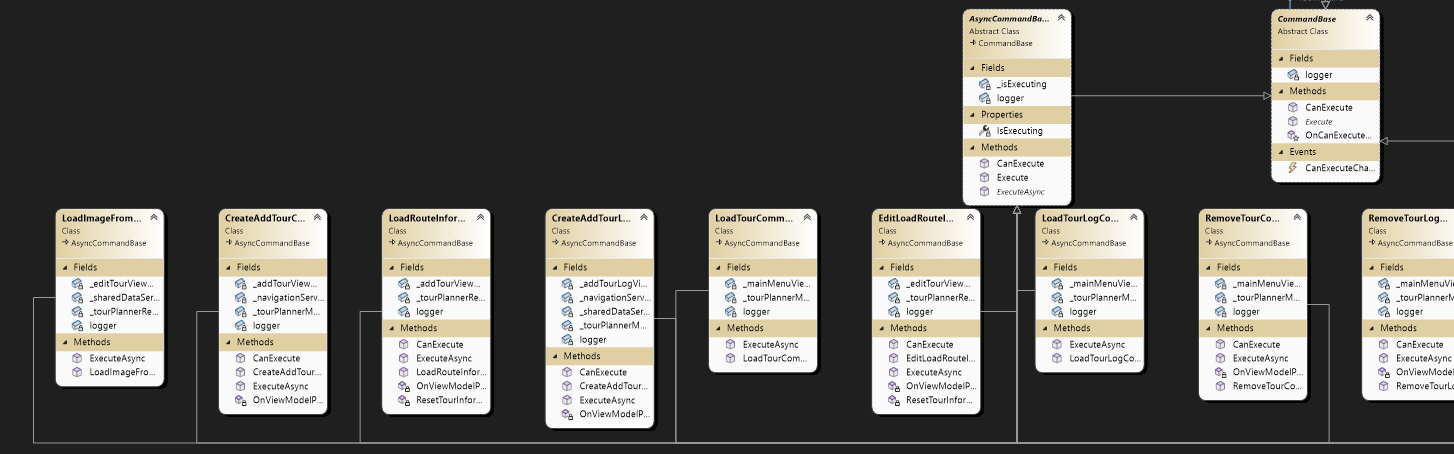 AsyncCommandBa...
Abstract Class
CommandBase
Fields
_isExecuting
logger
Properties
IsExecuting
Methods
CanExecute
Execute
ExecuteAsync
CommandBase
Abstract Class
Fields
logger
Methods
CanExecute
Execute
OnCanExecute...
Events
CanExecuteCha...
LoadImageFrom...
Class
AsyncCommandBase
Fields
_editTourView...
_sharedDataSer...
_tourPlannerRe...
logger
Methods
ExecuteAsync
LoadImageFro...
CreateAddTourC...
Class
AsyncCommandBase
Fields
_addTourView...
_navigationServ...
_tourPlannerM...
logger
Methods
CanExecute
CreateAddTour...
ExecuteAsync
OnViewModelP...
LoadRouteInfor...
Class
AsyncCommandBase
Fields
_addTourView...
_tourPlannerRe...
logger
Methods
CanExecute
ExecuteAsync
LoadRouteInfor...
OnViewModelP...
ResetTourInfor...
CreateAddTourL...
Class
AsyncCommandBase
Fields
_addTourLogVi...
_navigationServ...
_sharedDataSer...
_tourPlannerM...
logger
Methods
CanExecute
CreateAddTour...
ExecuteAsync
OnViewModelP...
LoadTourComm...
Class
AsyncCommandBase
Fields
_mainMenuVie...
_tourPlannerM...
logger
Methods
ExecuteAsync
LoadTourCom...
EditLoadRouteI...
Class
AsyncCommandBase
Fields
_editTourView...
_tourPlannerRe...
logger
Methods
CanExecute
EditLoadRouteI...
ExecuteAsync
OnViewModelP...
ResetTourInfor...
LoadTourLogCo...
Class
AsyncCommandBase
Fields
_mainMenuVie...
_tourPlannerM...
logger
Methods
ExecuteAsync
LoadTourLogCo...
RemoveTourCo...
Class
AsyncCommandBase
Fields
_mainMenuVie...
_tourPlannerM...
logger
Methods
CanExecute
ExecuteAsync
OnViewModelP...
RemoveTourCo...
RemoveTourLog...
Class
AsyncCommandBase
Fields
_mainMenuVie
_tourPlannerM
logger
Methods
CanExecute
ExecuteAsync
OnViewModel
RemoveTourLo